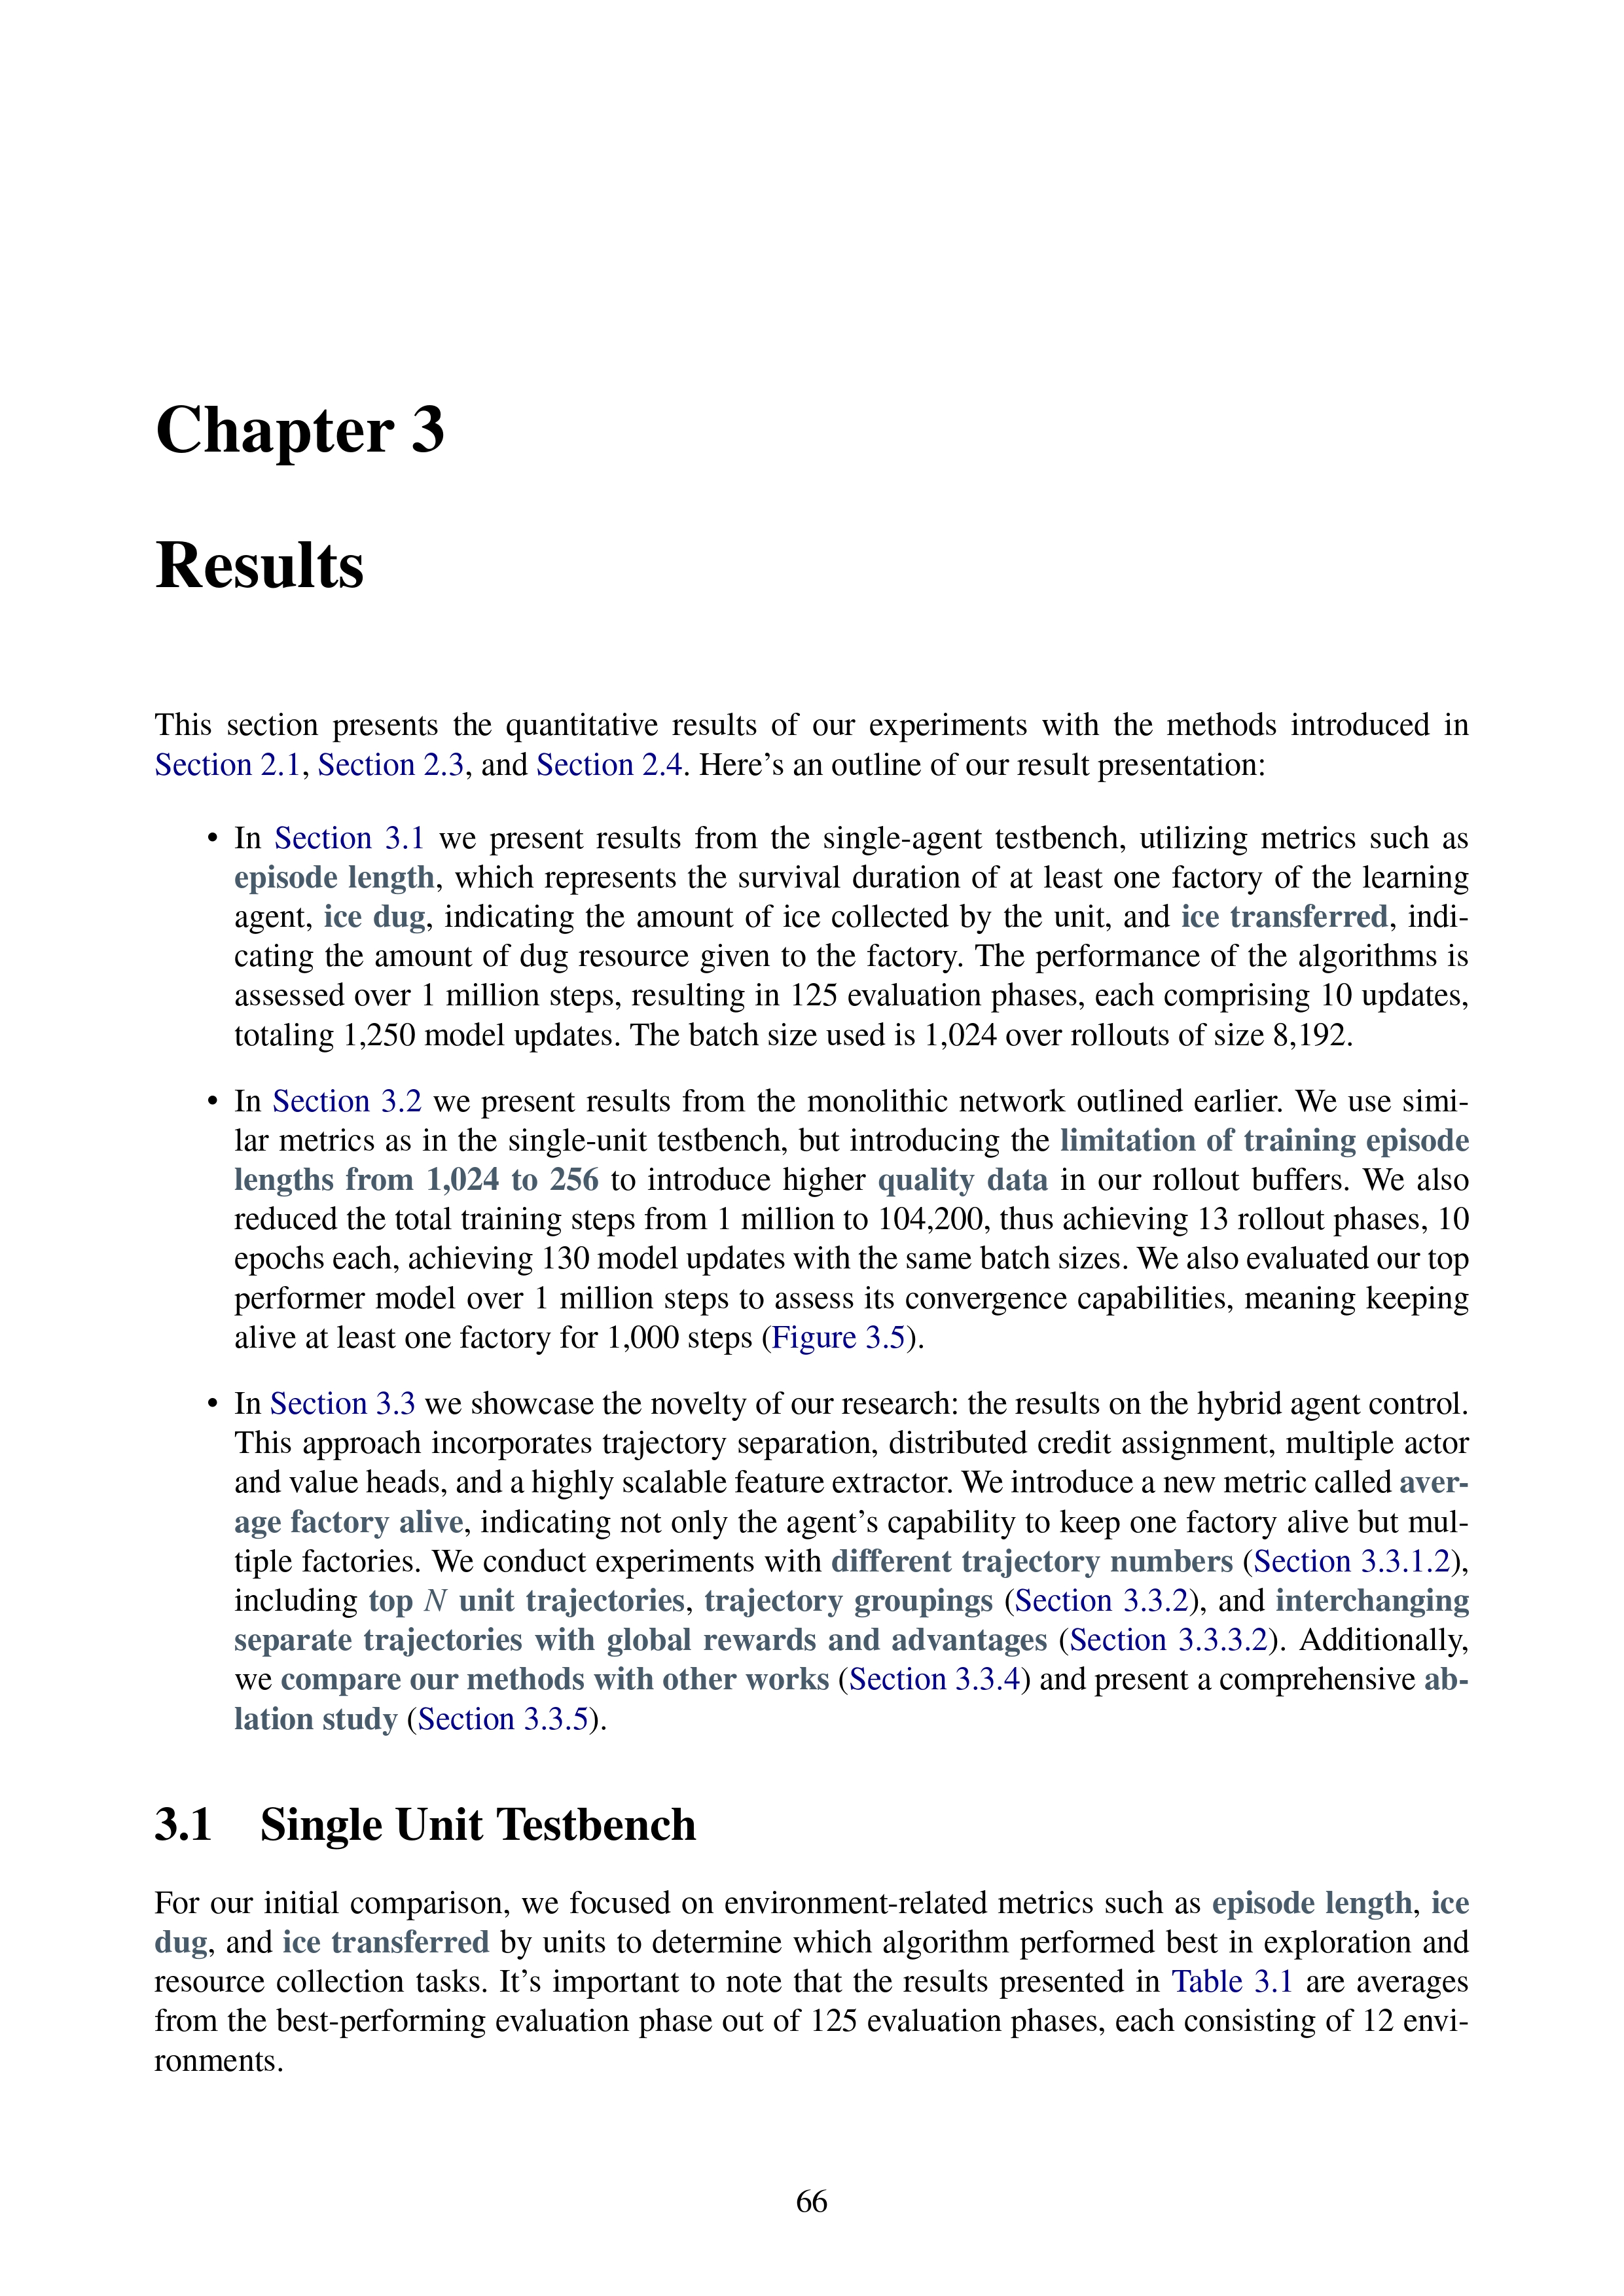 Chapter 3
Results
This section presents the quantitative results of our experiments with the methods introduced in
Section 2.1, Section 2.3, and Section 2.4. Here's an outline of our result presentation:
• In Section 3.1 we present results from the single-agent testbench, utilizing metrics such as
episode length, which represents the survival duration of at least one factory of the learning
agent, ice dug, indicating the amount of ice collected by the unit, and ice transferred, indi-
cating the amount of dug resource given to the factory. The performance of the algorithms is
assessed over 1 million steps, resulting in 125 evaluation phases, each comprising 10 updates,
totaling 1,250 model updates. The batch size used is 1,024 over rollouts of size 8,192.
• In Section 3.2 we present results from the monolithic network outlined earlier. We use simi-
lar metrics as in the single-unit testbench, but introducing the limitation of training episode
lengths from 1,024 to 256 to introduce higher quality data in our rollout buffers. We also
reduced the total training steps from 1 million to 104,200, thus achieving 13 rollout phases, 10
epochs each, achieving 130 model updates with the same batch sizes. We also evaluated our top
performer model over 1 million steps to assess its convergence capabilities, meaning keeping
alive at least one factory for 1,000 steps (Figure 3.5).
• In Section 3.3 we showcase the novelty of our research: the results on the hybrid agent control.
This approach incorporates trajectory separation, distributed credit assignment, multiple actor
and value heads, and a highly scalable feature extractor. We introduce a new metric called aver-
age factory alive, indicating not only the agent's capability to keep one factory alive but mul-
tiple factories. We conduct experiments with different trajectory numbers (Section 3.3.1.2),
including top N unit trajectories, trajectory groupings (Section 3.3.2), and interchanging
separate trajectories with global rewards and advantages (Section 3.3.3.2). Additionally,
we compare our methods with other works (Section 3.3.4) and present a comprehensive ab-
lation study (Section 3.3.5).
3.1 Single Unit Testbench
For our initial comparison, we focused on environment-related metrics such as episode length, ice
dug, and ice transferred by units to determine which algorithm performed best in exploration and
resource collection tasks. It's important to note that the results presented in Table 3.1 are averages
from the best-performing evaluation phase out of 125 evaluation phases, each consisting of 12 envi-
ronments.
66